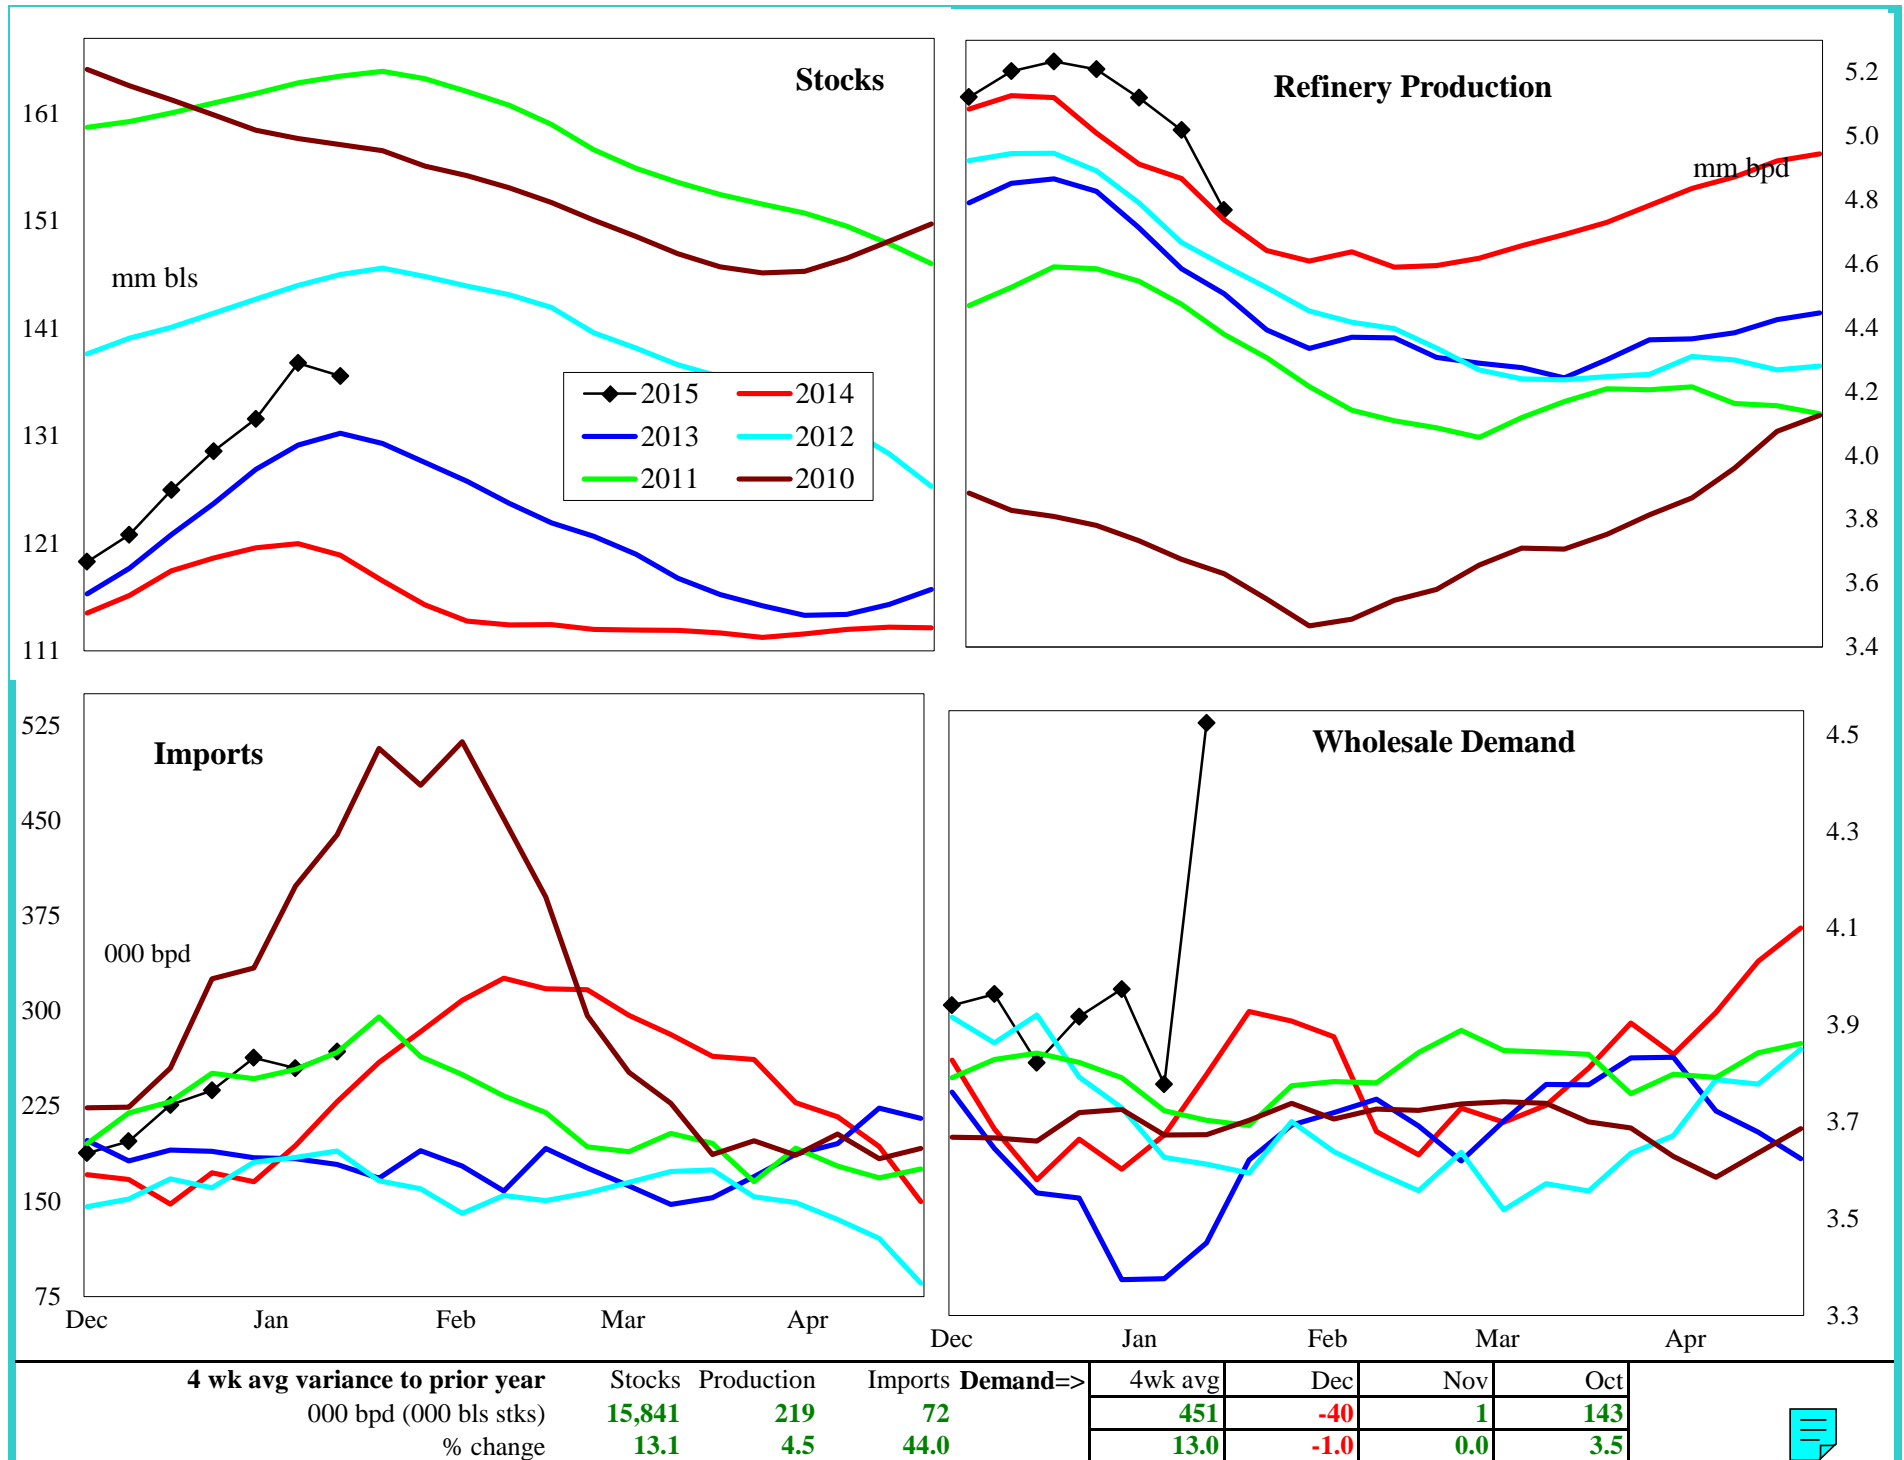 Stocks
161
151
141
131
121
111
mm bls
2015 2014
2013 2012
2011 2010
Refinery Production
mm bpd
5.2
5.0
4.8
4.6
4.4
4.2
4.0
3.8
3.6
3.4
Imports
525
450
375
300
225
150
75
000 bpd
Dec Jan Feb Mar Apr
Wholesale Demand
4.5
4.3
4.1
3.9
3.7
3.5
3.3
Dec Jan Feb Mar Apr
4 wk avg variance to prior year Stocks Production Imports Demand=> 4wk avg Dec Nov Oct
000 bpd (000 bls stks) 15,841 219 72 451 -40 1 143
% change 13.1 4.5 44.0 13.0 -1.0 0.0 3.5